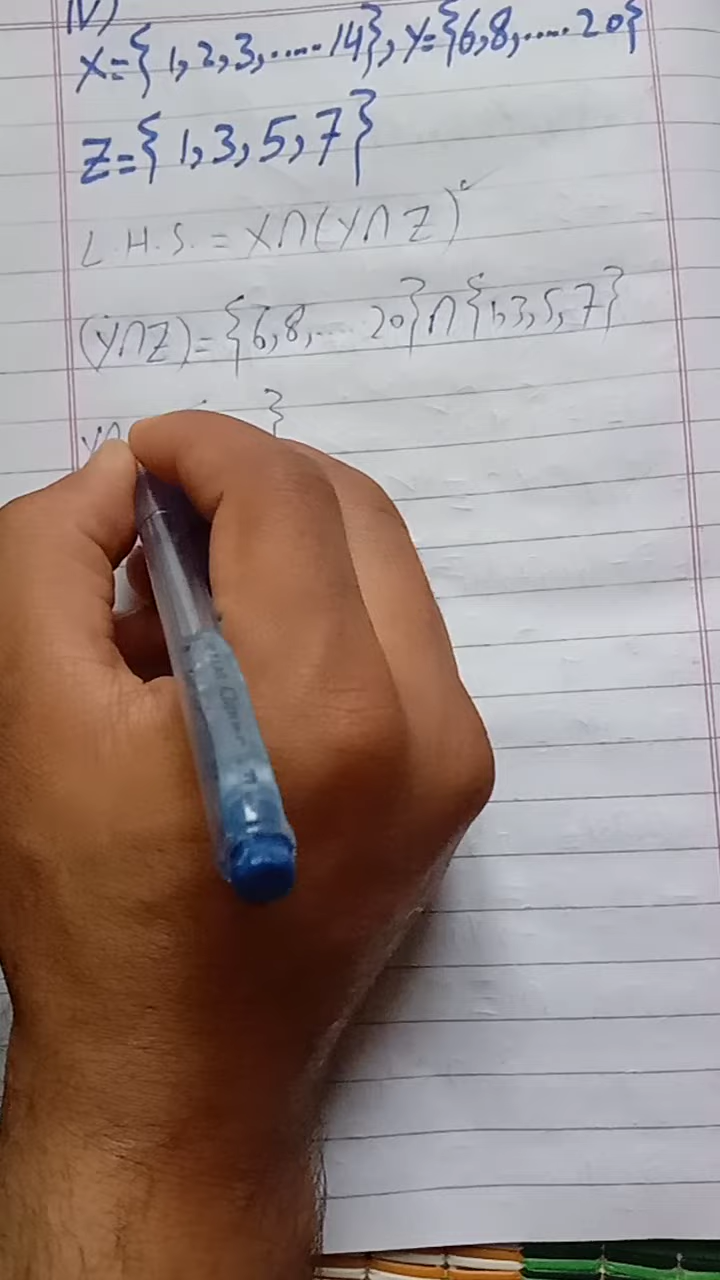 IV)
X={1,2,3,.....14}, Y={6,8,....20}
Z={1,3,5,7}
L.H.S. = X∩(Y∩Z)
(Y∩Z)={6,8,... 20}∩{1,3,5,7}
Y∩ }